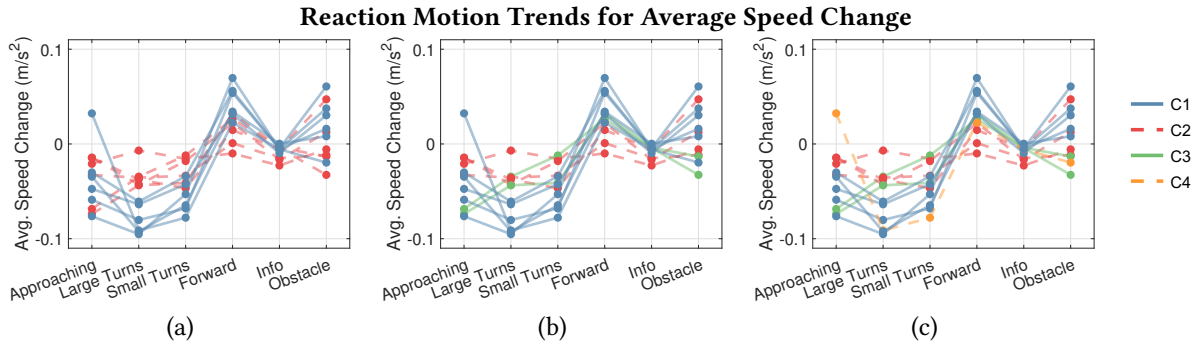 Reaction Motion Trends for Average Speed Change
Avg. Speed Change (m/s²)
0.1
0
-0.1
Approaching
Large Turns
Small Turns
Forward
Info
Obstacle
(a)
Avg. Speed Change (m/s²)
0.1
0
-0.1
Approaching
Large Turns
Small Turns
Forward
Info
Obstacle
(b)
Avg. Speed Change (m/s²)
0.1
0
-0.1
Approaching
Large Turns
Small Turns
Forward
Info
Obstacle
(c)
C1
C2
C3
C4